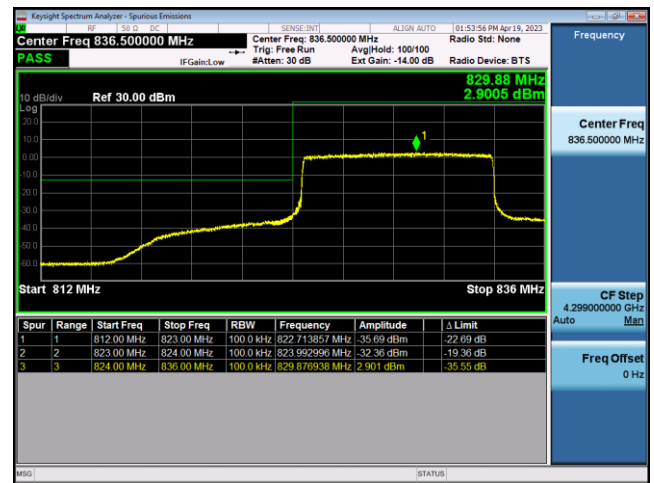 Keysight Spectrum Analyzer - Spurious Emissions
RF 50 Ω DC SENSE:INT ALIGN AUTO 01:53:56 PM Apr 19, 2023
Center Freq 836.500000 MHz
Center Freq: 836.500000 MHz Radio Std: None
Trig: Free Run Avg|Hold: 100/100
PASS IFGain:Low #Atten: 30 dB Ext Gain: -14.00 dB Radio Device: BTS
829.88 MHz
10 dB/div Ref 30.00 dBm 2.9005 dBm
Log
20.0
10.0
1
0.00
-10.0
-20.0
-30.0
-40.0
-50.0
-60.0
Start 812 MHz Stop 836 MHz
Spur Range Start Freq Stop Freq RBW Frequency Amplitude Δ Limit
1 1 812.00 MHz 823.00 MHz 100.0 kHz 822.713857 MHz -35.69 dBm -22.69 dB
2 2 823.00 MHz 824.00 MHz 100.0 kHz 823.992996 MHz -32.36 dBm -19.36 dB
3 3 824.00 MHz 836.00 MHz 100.0 kHz 829.876938 MHz 2.901 dBm -35.55 dB
MSG STATUS
Frequency
Center Freq
836.500000 MHz
CF Step
4.299000000 GHz
Auto Man
Freq Offset
0 Hz